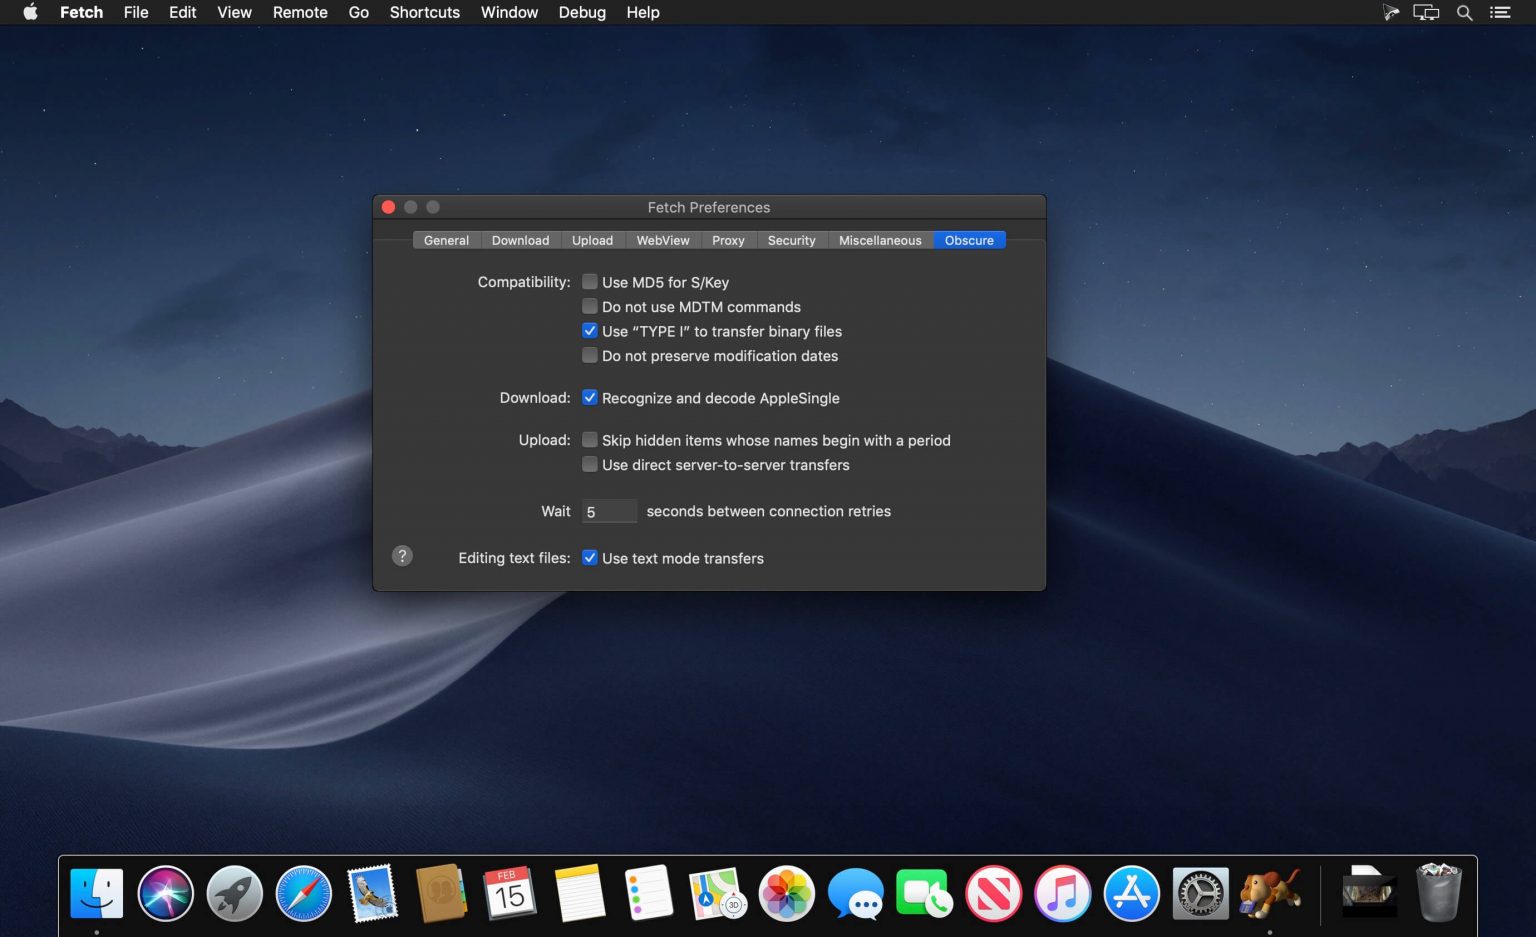 Fetch File Edit View Remote Go Shortcuts Window Debug Help
Fetch Preferences
General Download Upload WebView Proxy Security Miscellaneous Obscure
Compatibility: Use MD5 for S/Key
Do not use MDTM commands
Use “TYPE I” to transfer binary files
Do not preserve modification dates
Download: Recognize and decode AppleSingle
Upload: Skip hidden items whose names begin with a period
Use direct server-to-server transfers
Wait 5 seconds between connection retries
? Editing text files: Use text mode transfers
FEB
15
3D